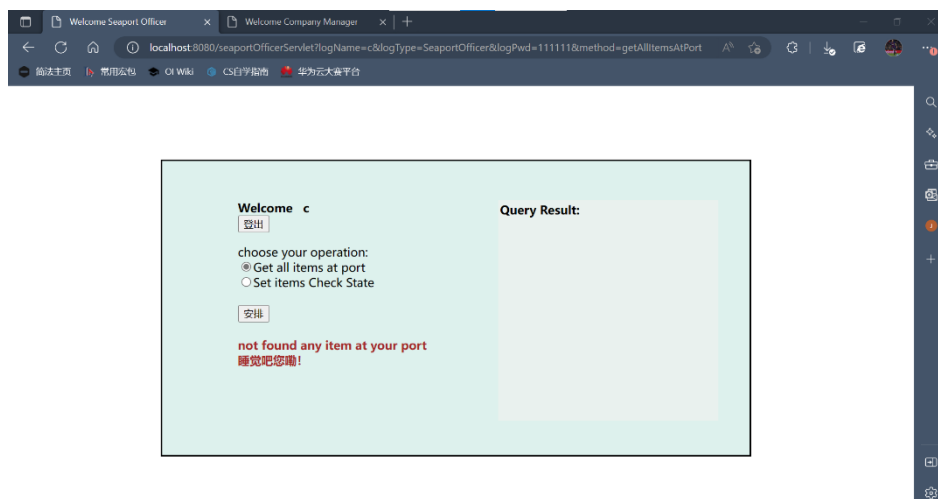 Welcome Seaport Officer
Welcome Company Manager
localhost:8080/seaportOfficerServlet?logName=c&logType=SeaportOfficer&logPwd=111111&method=getAllItemsAtPort
简法主页 常用宏包 OI Wiki CS自学指南 华为云大赛平台
Welcome c
登出
choose your operation:
Get all items at port
Set items Check State
安排
not found any item at your port
睡觉吧您嘞!
Query Result: